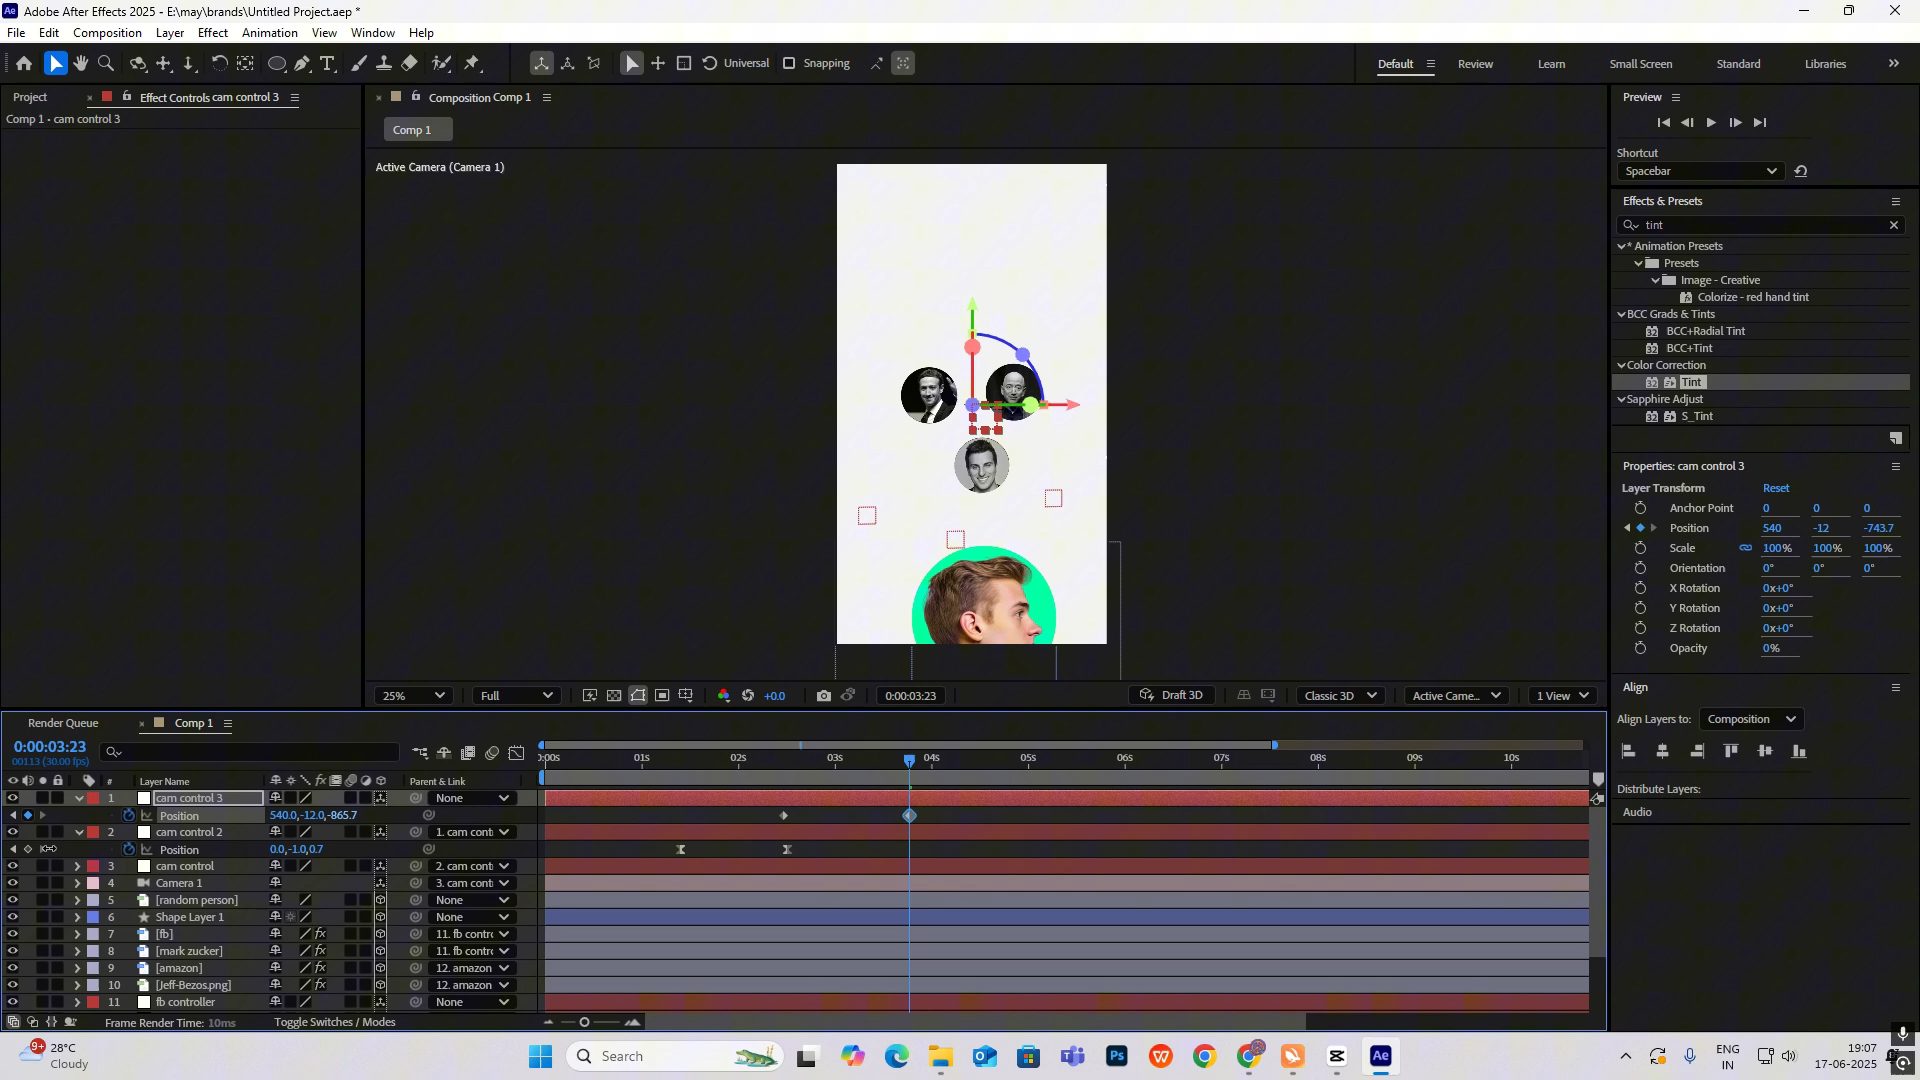 Adobe After Effects 2025 - E:\may\brands\Untitled Project.aep *
File Edit Composition Layer Effect Animation View Window Help
Universal Snapping Default Review Learn Small Screen Standard Libraries
Project Effect Controls cam control 3 Composition Comp 1
Comp 1 • cam control 3
Comp 1
Active Camera (Camera 1)
Preview
Shortcut
Spacebar
Effects & Presets
tint
* Animation Presets
Presets
Image - Creative
Colorize - red hand tint
BCC Grads & Tints
BCC+Radial Tint
BCC+Tint
Color Correction
Tint
Sapphire Adjust
S_Tint
Properties: cam control 3
Layer Transform Reset
Anchor Point 0 0 0
Position 540 -12 -743.7
Scale 100% 100% 100%
Orientation 0° 0° 0°
X Rotation 0x+0°
Y Rotation 0x+0°
Z Rotation 0x+0°
Opacity 0%
Align
Align Layers to: Composition
Distribute Layers:
Audio
25% Full +0.0 0:00:03:23 Draft 3D Classic 3D Active Came... 1 View
Render Queue Comp 1
0:00:03:23
00113 (30.00 fps)
:00s 01s 02s 03s 04s 05s 06s 07s 08s 09s 10s
# Layer Name Parent & Link
1 cam control 3 None
Position 540.0,-12.0,-865.7
2 cam control 2 1. cam cont
Position 0.0,-1.0,0.7
3 cam control 2. cam cont
4 Camera 1 3. cam cont
5 [random person] None
6 Shape Layer 1 None
7 [fb] 11. fb contr
8 [mark zucker] 11. fb contr
9 [amazon] 12. amazon
10 [Jeff-Bezos.png] 12. amazon
11 fb controller None
Frame Render Time: 10ms Toggle Switches / Modes
9+ 28°C
Cloudy
Search
ENG
IN
19:07
17-06-2025